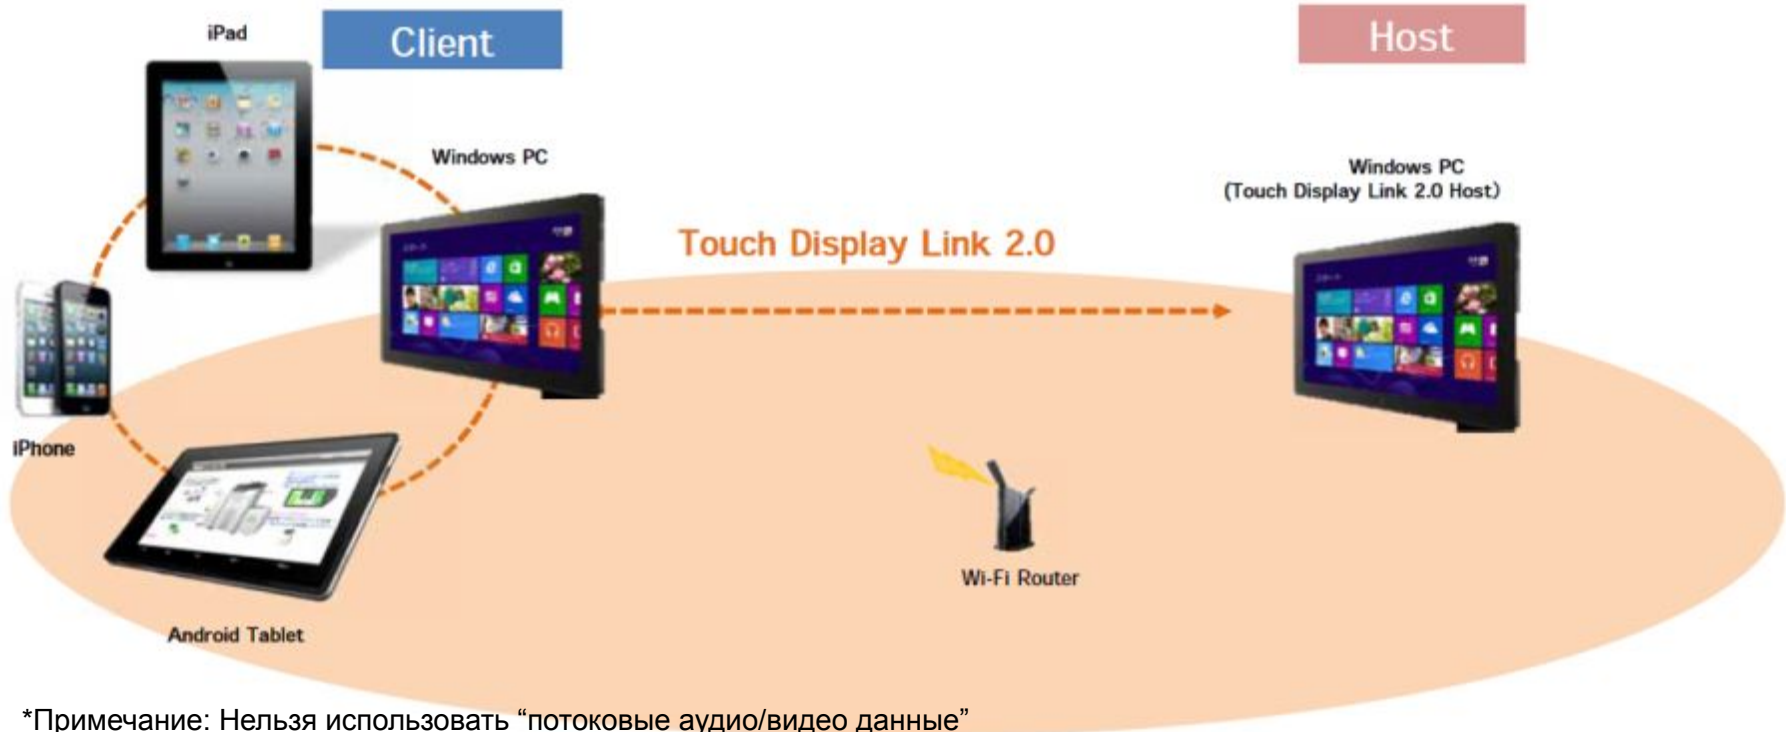 iPad
Client
Host
Windows PC
Windows PC
(Touch Display Link 2.0 Host)
Touch Display Link 2.0
iPhone
Wi-Fi Router
Android Tablet
*Примечание: Нельзя использовать “потоковые аудио/видео данные”